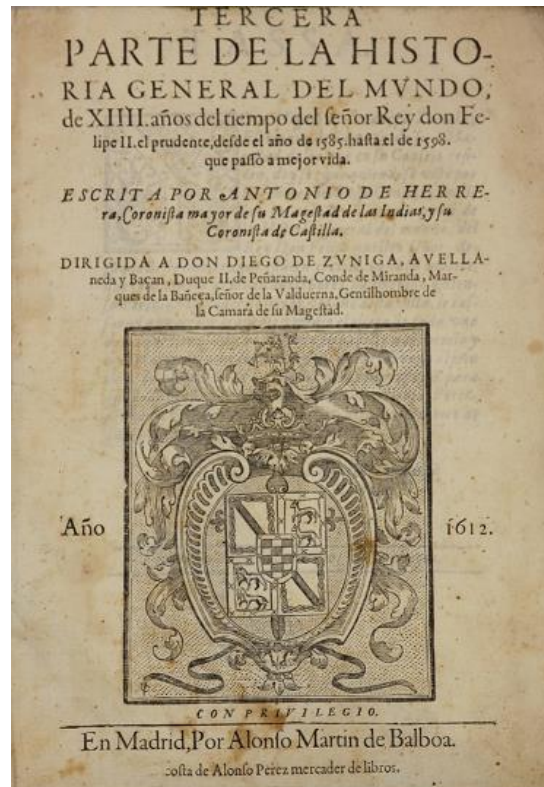 TERCERA
PARTE DE LA HISTO-
RIA GENERAL DEL MVNDO,
de XIIII. años del tiempo del ſeñor Rey don Fe-
lipe II. el prudente, deſde el año de 1585. haſta el de 1598.
que paſſò a mejor vida.
ESCRITA POR ANTONIO DE HERRE-
ra, Coroniſta mayor de ſu Mageſtad de las Indias, y ſu
Coroniſta de Caſtilla.
DIRIGIDA A DON DIEGO DE ZVNIGA, AVELLA-
neda y Baçan, Duque II. de Peñaranda, Conde de Miranda, Mar-
ques de la Bañeça, ſeñor de la Valduerna, Gentilhombre de
la Camara de ſu Mageſtad.
Año 1612.
CON PRIVILEGIO.
En Madrid, Por Alonſo Martin de Balboa.
coſta de Alonſo Perez mercader de libros.